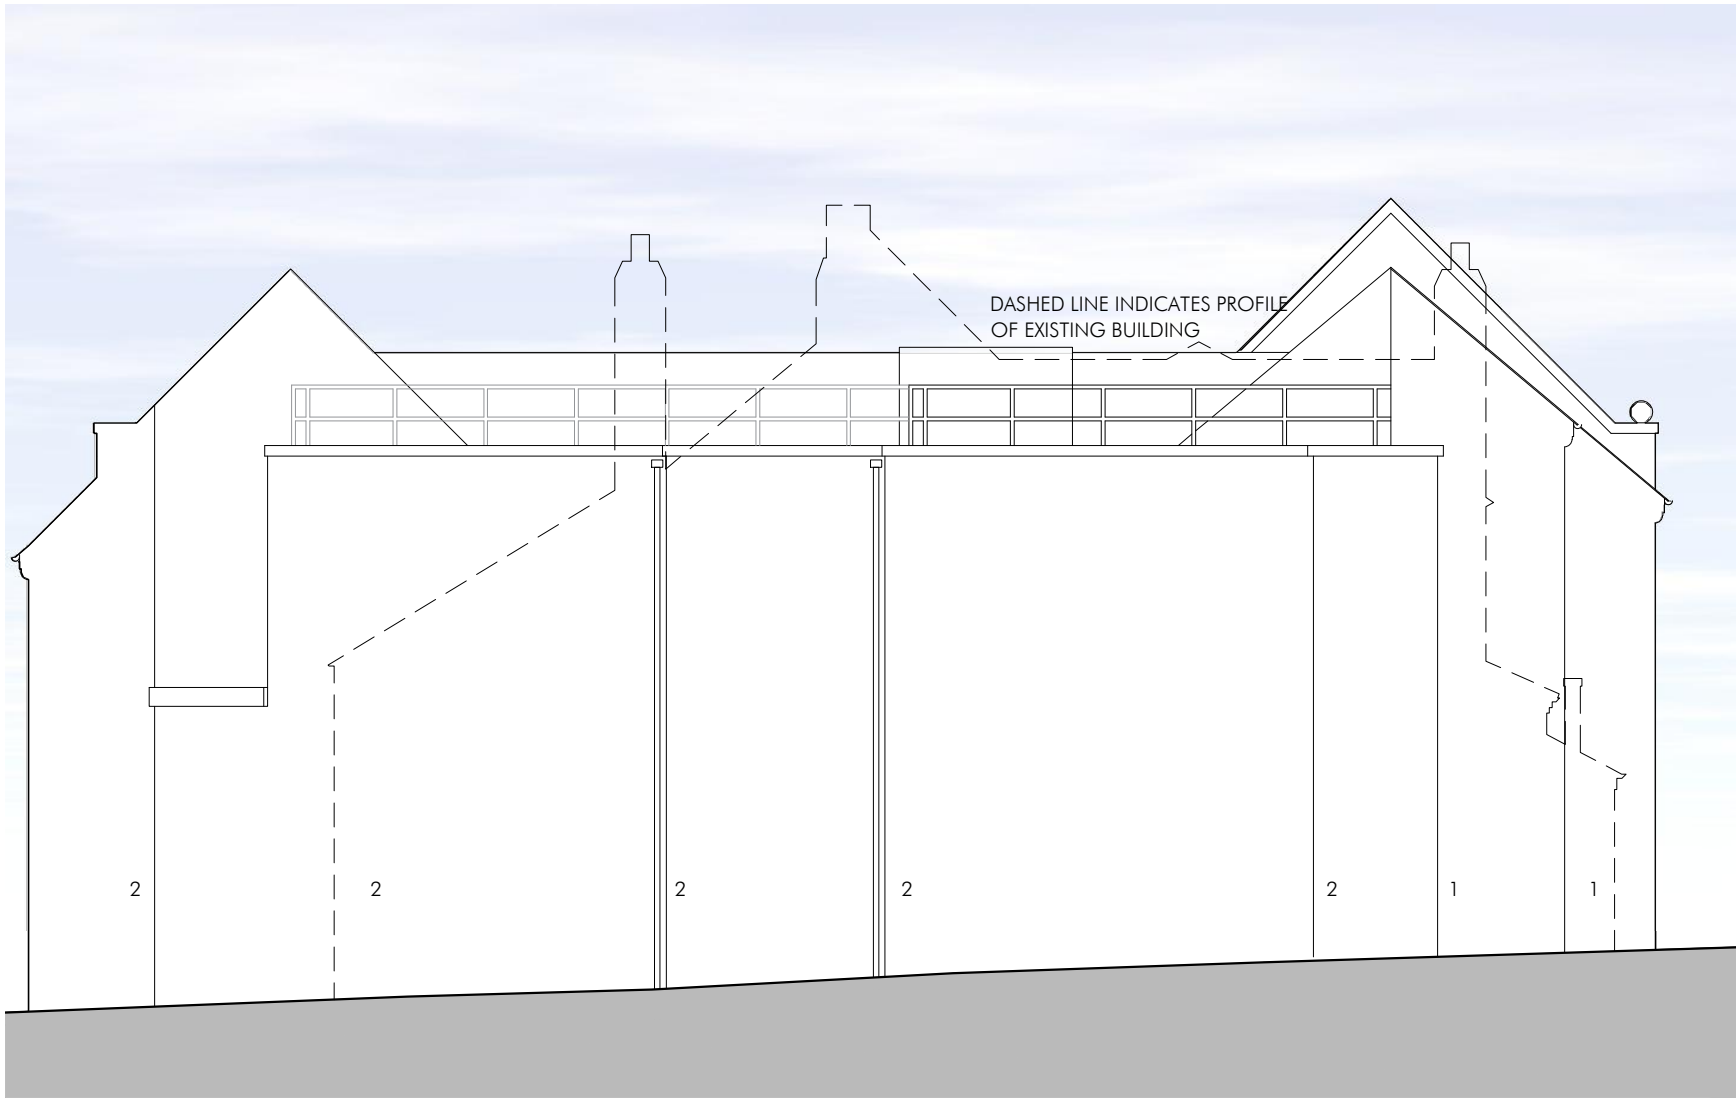 DASHED LINE INDICATES PROFILE
OF EXISTING BUILDING
2 2 2 2 2 1 1